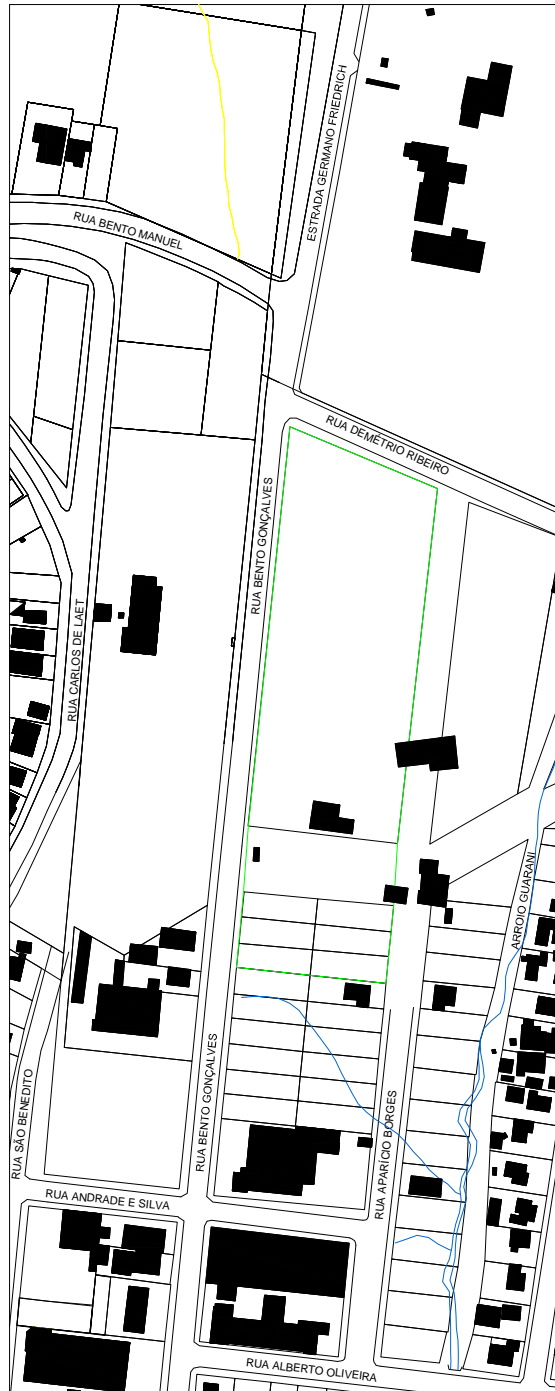 ESTRADA GERMANO FRIEDRICH
RUA BENTO MANUEL
RUA DEMÉTRIO RIBEIRO
RUA BENTO GONÇALVES
RUA CARLOS DE LAET
ARROIO GUARANI
RUA BENTO GONÇALVES
RUA SÃO BENEDITO
RUA APARÍCIO BORGES
RUA ANDRADE E SILVA
RUA ALBERTO OLIVEIRA